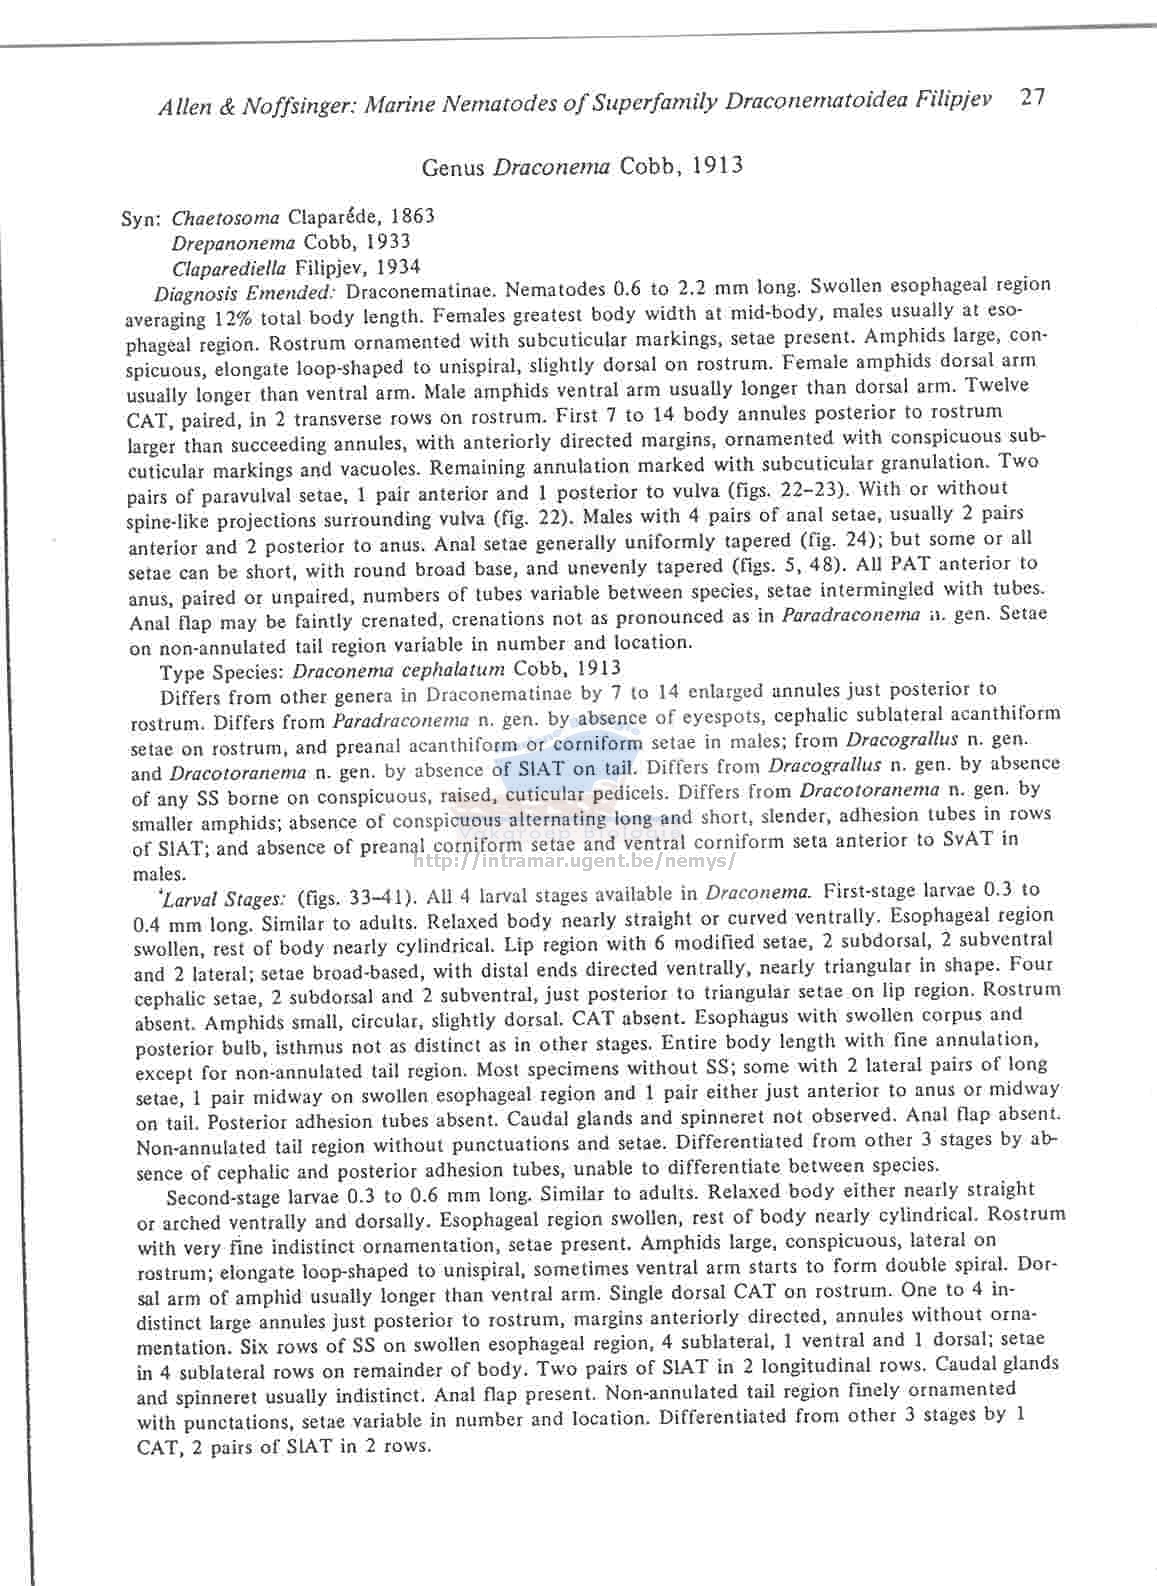 Allen & Noffsinger: Marine Nematodes of Superfamily Draconematoidea Filipjev 27
Genus Draconema Cobb, 1913
Syn: Chaetosoma Claparéde, 1863
Drepanonema Cobb, 1933
Claparediella Filipjev, 1934
Diagnosis Emended: Draconematinae. Nematodes 0.6 to 2.2 mm long. Swollen esophageal region
averaging 12% total body length. Females greatest body width at mid-body, males usually at eso-
phageal region. Rostrum ornamented with subcuticular markings, setae present. Amphids large, con-
spicuous, elongate loop-shaped to unispiral, slightly dorsal on rostrum. Female amphids dorsal arm
usually longer than ventral arm. Male amphids ventral arm usually longer than dorsal arm. Twelve
CAT, paired, in 2 transverse rows on rostrum. First 7 to 14 body annules posterior to rostrum
larger than succeeding annules, with anteriorly directed margins, ornamented with conspicuous sub-
cuticular markings and vacuoles. Remaining annulation marked with subcuticular granulation. Two
pairs of paravulval setae, 1 pair anterior and 1 posterior to vulva (figs. 22–23). With or without
spine-like projections surrounding vulva (fig. 22). Males with 4 pairs of anal setae, usually 2 pairs
anterior and 2 posterior to anus. Anal setae generally uniformly tapered (fig. 24); but some or all
setae can be short, with round broad base, and unevenly tapered (figs. 5, 48). All PAT anterior to
anus, paired or unpaired, numbers of tubes variable between species, setae intermingled with tubes.
Anal flap may be faintly crenated, crenations not as pronounced as in Paradraconema n. gen. Setae
on non-annulated tail region variable in number and location.
Type Species: Draconema cephalatum Cobb, 1913
Differs from other genera in Draconematinae by 7 to 14 enlarged annules just posterior to
rostrum. Differs from Paradraconema n. gen. by absence of eyespots, cephalic sublateral acanthiform
setae on rostrum, and preanal acanthiform or corniform setae in males; from Dracograllus n. gen.
and Dracotoranema n. gen. by absence of SlAT on tail. Differs from Dracograllus n. gen. by absence
of any SS borne on conspicuous, raised, cuticular pedicels. Differs from Dracotoranema n. gen. by
smaller amphids; absence of conspicuous alternating long and short, slender, adhesion tubes in rows
Vakgroep Biologie
of SlAT; and absence of preanal corniform setae and ventral corniform seta anterior to SvAT in
http://intramar.ugent.be/nemys/
males.
Larval Stages: (figs. 33–41). All 4 larval stages available in Draconema. First-stage larvae 0.3 to
0.4 mm long. Similar to adults. Relaxed body nearly straight or curved ventrally. Esophageal region
swollen, rest of body nearly cylindrical. Lip region with 6 modified setae, 2 subdorsal, 2 subventral
and 2 lateral; setae broad-based, with distal ends directed ventrally, nearly triangular in shape. Four
cephalic setae, 2 subdorsal and 2 subventral, just posterior to triangular setae on lip region. Rostrum
absent. Amphids small, circular, slightly dorsal. CAT absent. Esophagus with swollen corpus and
posterior bulb, isthmus not as distinct as in other stages. Entire body length with fine annulation,
except for non-annulated tail region. Most specimens without SS; some with 2 lateral pairs of long
setae, 1 pair midway on swollen esophageal region and 1 pair either just anterior to anus or midway
on tail. Posterior adhesion tubes absent. Caudal glands and spinneret not observed. Anal flap absent.
Non-annulated tail region without punctuations and setae. Differentiated from other 3 stages by ab-
sence of cephalic and posterior adhesion tubes, unable to differentiate between species.
Second-stage larvae 0.3 to 0.6 mm long. Similar to adults. Relaxed body either nearly straight
or arched ventrally and dorsally. Esophageal region swollen, rest of body nearly cylindrical. Rostrum
with very fine indistinct ornamentation, setae present. Amphids large, conspicuous, lateral on
rostrum; elongate loop-shaped to unispiral, sometimes ventral arm starts to form double spiral. Dor-
sal arm of amphid usually longer than ventral arm. Single dorsal CAT on rostrum. One to 4 in-
distinct large annules just posterior to rostrum, margins anteriorly directed, annules without orna-
mentation. Six rows of SS on swollen esophageal region, 4 sublateral, 1 ventral and 1 dorsal; setae
in 4 sublateral rows on remainder of body. Two pairs of SlAT in 2 longitudinal rows. Caudal glands
and spinneret usually indistinct. Anal flap present. Non-annulated tail region finely ornamented
with punctations, setae variable in number and location. Differentiated from other 3 stages by 1
CAT, 2 pairs of SlAT in 2 rows.